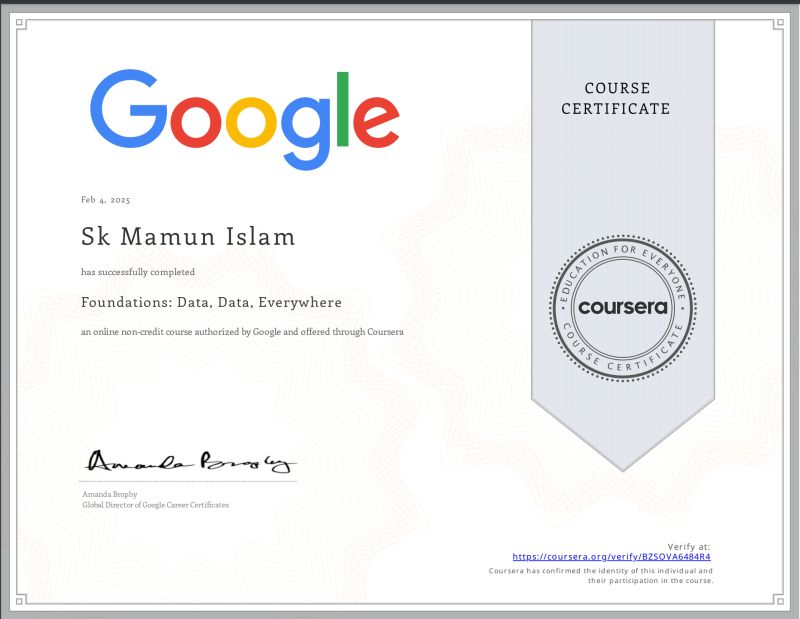 Google
COURSE
CERTIFICATE
Feb 4, 2025
Sk Mamun Islam
has successfully completed
Foundations: Data, Data, Everywhere
an online non-credit course authorized by Google and offered through Coursera
EDUCATION FOR EVERYONE
coursera
COURSE CERTIFICATE
Amanda Brophy
Amanda Brophy
Global Director of Google Career Certificates
Verify at:
https://coursera.org/verify/BZSOVA6484R4
Coursera has confirmed the identity of this individual and
their participation in the course.